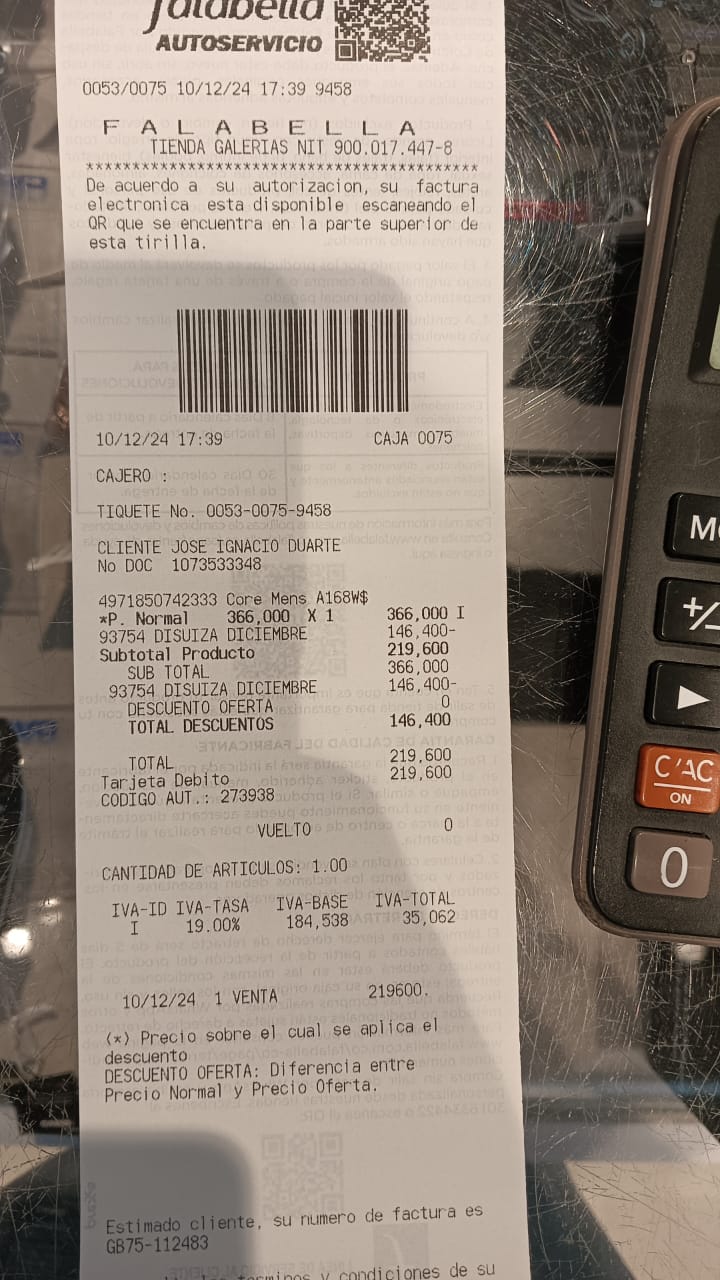 falabella
AUTOSERVICIO
0053/0075 10/12/24 17:39 9458
F A L A B E L L A
TIENDA GALERIAS NIT 900.017.447-8
******************************************
De acuerdo a su autorizacion, su factura
electronica esta disponible escaneando el
QR que se encuentra en la parte superior de
esta tirilla.
10/12/24 17:39 CAJA 0075
CAJERO :
TIQUETE No. 0053-0075-9458
CLIENTE JOSE IGNACIO DUARTE
No DOC 1073533348
4971850742333 Core Mens A168W$
*P. Normal 366,000 X 1 366,000 I
93754 DISUIZA DICIEMBRE 146,400-
Subtotal Producto 219,600
SUB TOTAL 366,000
93754 DISUIZA DICIEMBRE 146,400-
DESCUENTO OFERTA 0
TOTAL DESCUENTOS 146,400
TOTAL 219,600
Tarjeta Debito 219,600
CODIGO AUT.: 273938
VUELTO 0
CANTIDAD DE ARTICULOS: 1.00
IVA-ID IVA-TASA IVA-BASE IVA-TOTAL
I 19.00% 184,538 35,062
10/12/24 1 VENTA 219600.
(*) Precio sobre el cual se aplica el
descuento
DESCUENTO OFERTA: Diferencia entre
Precio Normal y Precio Oferta.
Estimado cliente, su numero de factura es
GB75-112483
terminos y condiciones de su
+/-
▶
C'AC
ON
0